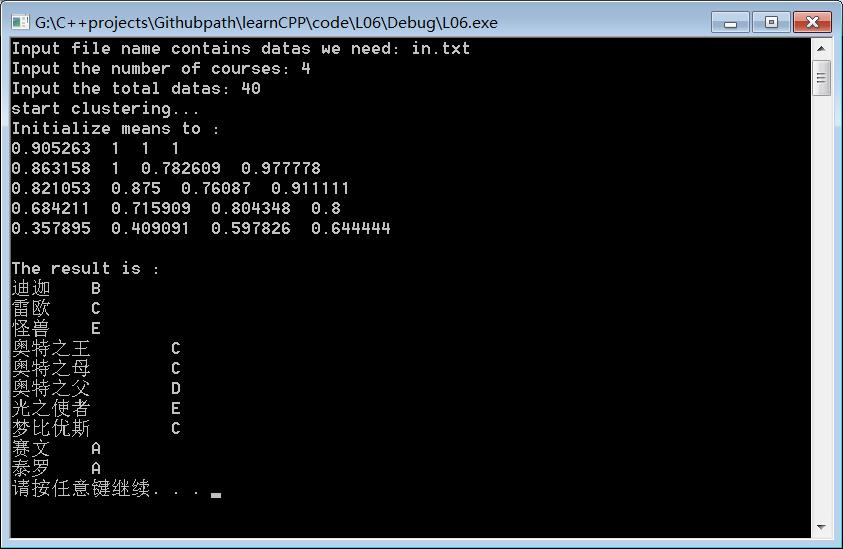 G:\C++projects\Githubpath\learnCPP\code\L06\Debug\L06.exe
Input file name contains datas we need: in.txt
Input the number of courses: 4
Input the total datas: 40
start clustering...
Initialize means to :
0.905263  1  1  1
0.863158  1  0.782609  0.977778
0.821053  0.875  0.76087  0.911111
0.684211  0.715909  0.804348  0.8
0.357895  0.409091  0.597826  0.644444
The result is :
迪迦    B
雷欧    C
怪兽    E
奥特之王        C
奥特之母        C
奥特之父        D
光之使者        E
梦比优斯        C
赛文    A
泰罗    A
请按任意键继续. . .